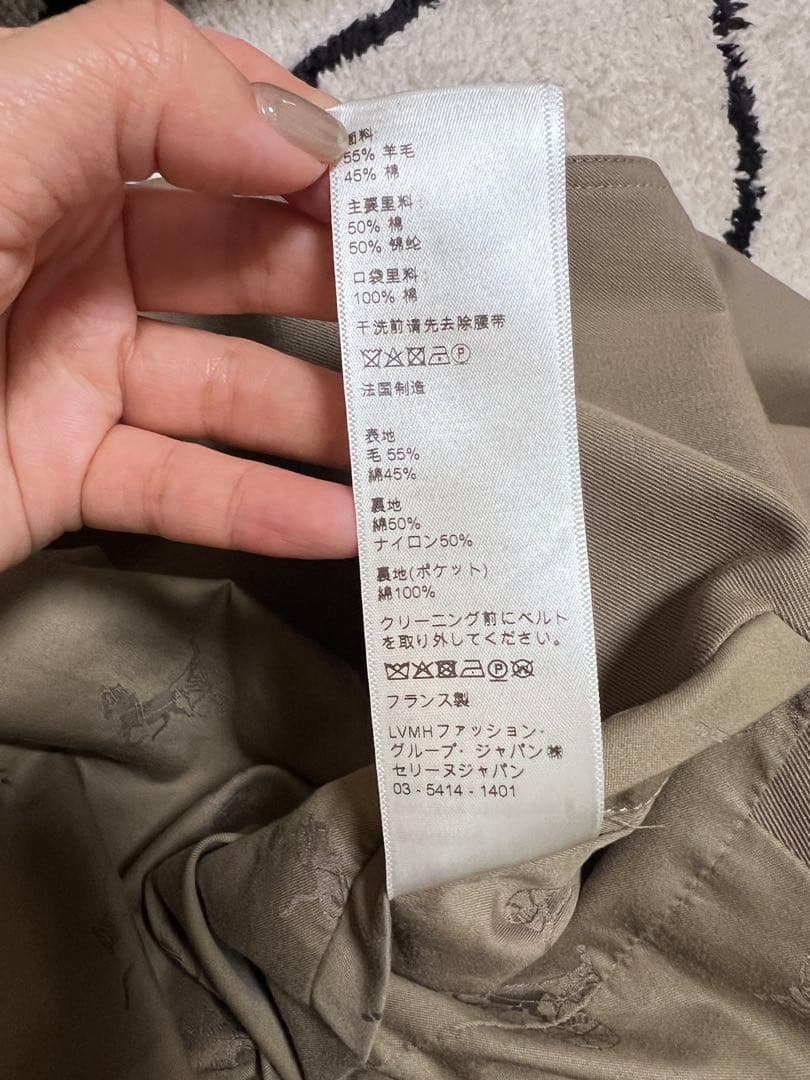 面料:
55% 羊毛
45% 棉
主要里料:
50% 棉
50% 锦纶
口袋里料:
100% 棉
干洗前请先去除腰带
P
法国制造
表地
毛 55%
綿45%
裏地
綿50%
ナイロン50%
裏地(ポケット)
綿100%
クリーニング前にベルト
を取り外してください。
P W
フランス製
LVMHファッション・
グループ・ジャパン㈱
セリーヌジャパン
03 - 5414 - 1401